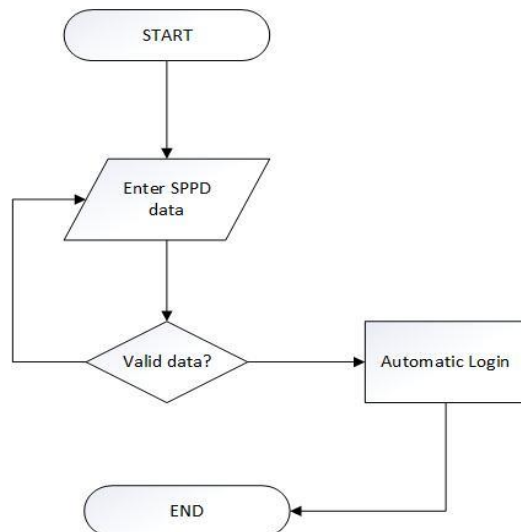 START
Enter SPPD
data
Valid data?
Automatic Login
END